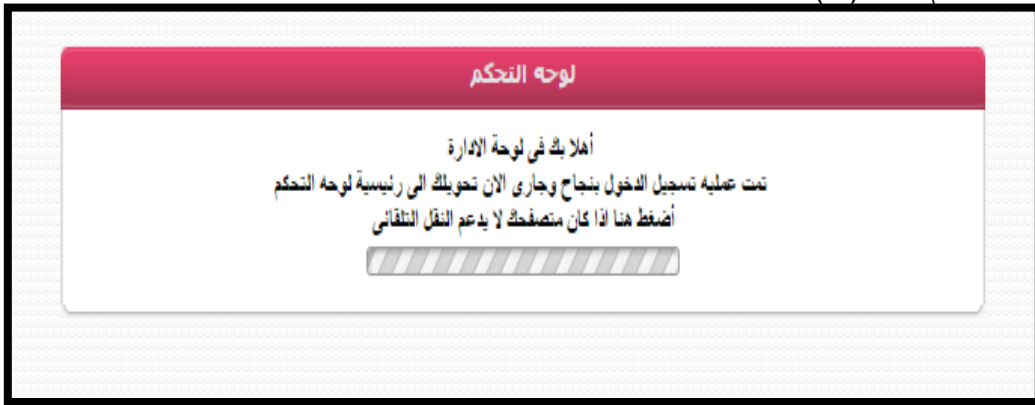 لوحه التحكم
أهلا بك فى لوحة الادارة
تمت عمليه تسجيل الدخول بنجاح وجارى الان تحويلك الى رئيسية لوحه التحكم
أضغط هنا اذا كان متصفحك لا يدعم النقل التلقائى